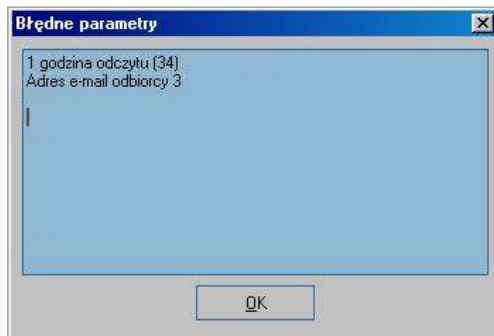 Błędne parametry
1 godzina odczytu (34)
Adres e-mail odbiorcy 3
OK